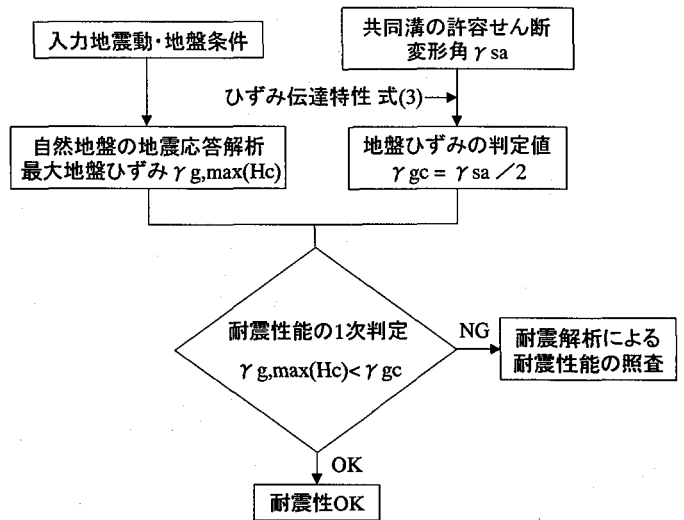 入力地震動・地盤条件
共同溝の許容せん断
変形角γsa
ひずみ伝達特性 式(3)
自然地盤の地震応答解析
最大地盤ひずみγg,max(Hc)
地盤ひずみの判定値
γgc = γsa ／2
耐震性能の1次判定
γg,max(Hc)<γgc
NG
耐震解析による
耐震性能の照査
OK
耐震性OK